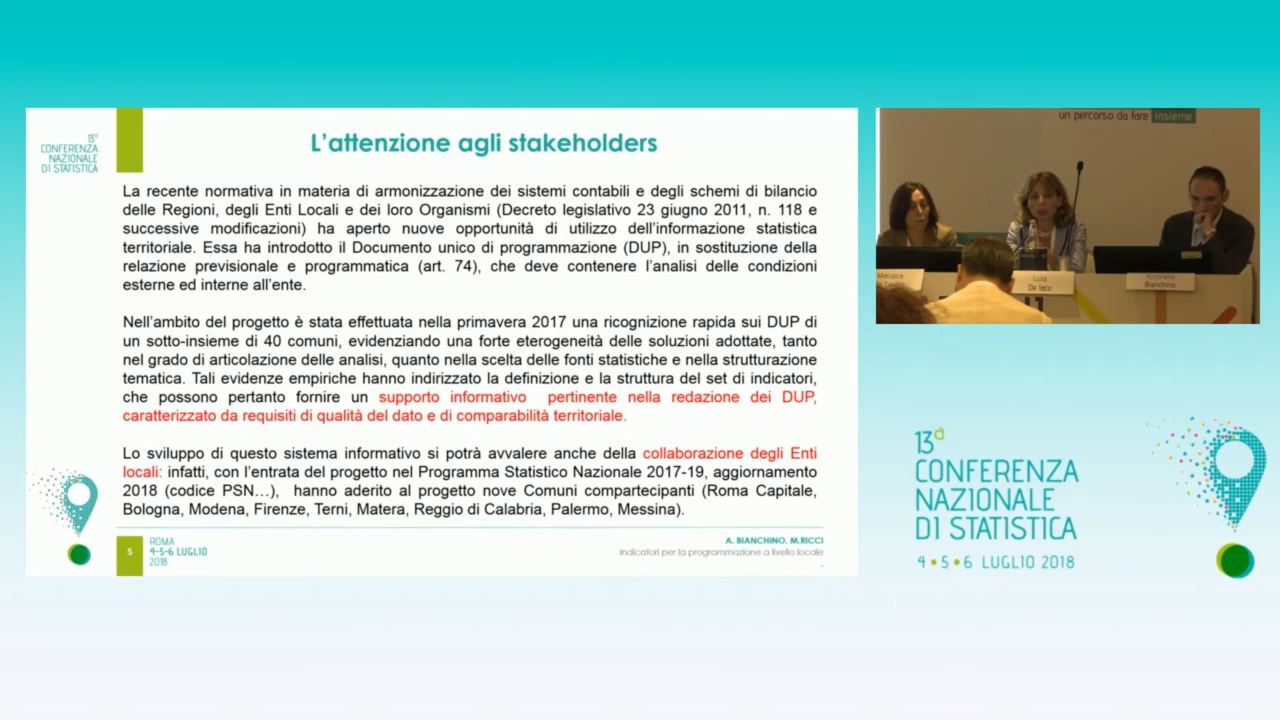 13ª
CONFERENZA
NAZIONALE
DI STATISTICA
L'attenzione agli stakeholders
La recente normativa in materia di armonizzazione dei sistemi contabili e degli schemi di bilancio
delle Regioni, degli Enti Locali e dei loro Organismi (Decreto legislativo 23 giugno 2011, n. 118 e
successive modificazioni) ha aperto nuove opportunità di utilizzo dell'informazione statistica
territoriale. Essa ha introdotto il Documento unico di programmazione (DUP), in sostituzione della
relazione previsionale e programmatica (art. 74), che deve contenere l'analisi delle condizioni
esterne ed interne all'ente.
Nell'ambito del progetto è stata effettuata nella primavera 2017 una ricognizione rapida sui DUP di
un sotto-insieme di 40 comuni, evidenziando una forte eterogeneità delle soluzioni adottate, tanto
nel grado di articolazione delle analisi, quanto nella scelta delle fonti statistiche e nella strutturazione
tematica. Tali evidenze empiriche hanno indirizzato la definizione e la struttura del set di indicatori,
che possono pertanto fornire un supporto informativo pertinente nella redazione dei DUP,
caratterizzato da requisiti di qualità del dato e di comparabilità territoriale.
Lo sviluppo di questo sistema informativo si potrà avvalere anche della collaborazione degli Enti
locali: infatti, con l'entrata del progetto nel Programma Statistico Nazionale 2017-19, aggiornamento
2018 (codice PSN…), hanno aderito al progetto nove Comuni compartecipanti (Roma Capitale,
Bologna, Modena, Firenze, Terni, Matera, Reggio di Calabria, Palermo, Messina).
5
ROMA
4-5-6 LUGLIO
2018
A. BIANCHINO, M.RICCI
Indicatori per la programmazione a livello locale
un percorso da fare insieme
Bianchino
13ª
CONFERENZA
NAZIONALE
DI STATISTICA
4 • 5 • 6 LUGLIO 2018